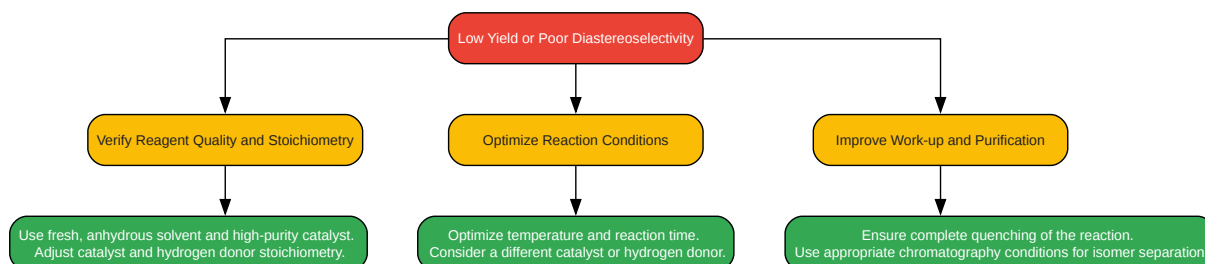 Low Yield or Poor Diastereoselectivity
Verify Reagent Quality and Stoichiometry
Optimize Reaction Conditions
Improve Work-up and Purification
Use fresh, anhydrous solvent and high-purity catalyst.
Adjust catalyst and hydrogen donor stoichiometry.
Optimize temperature and reaction time.
Consider a different catalyst or hydrogen donor.
Ensure complete quenching of the reaction.
Use appropriate chromatography conditions for isomer separation